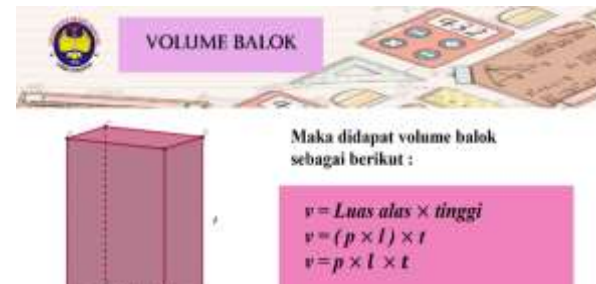 VOLUME BALOK
Maka didapat volume balok
sebagai berikut :
v = Luas alas × tinggi
v = ( p × l ) × t
v = p × l × t